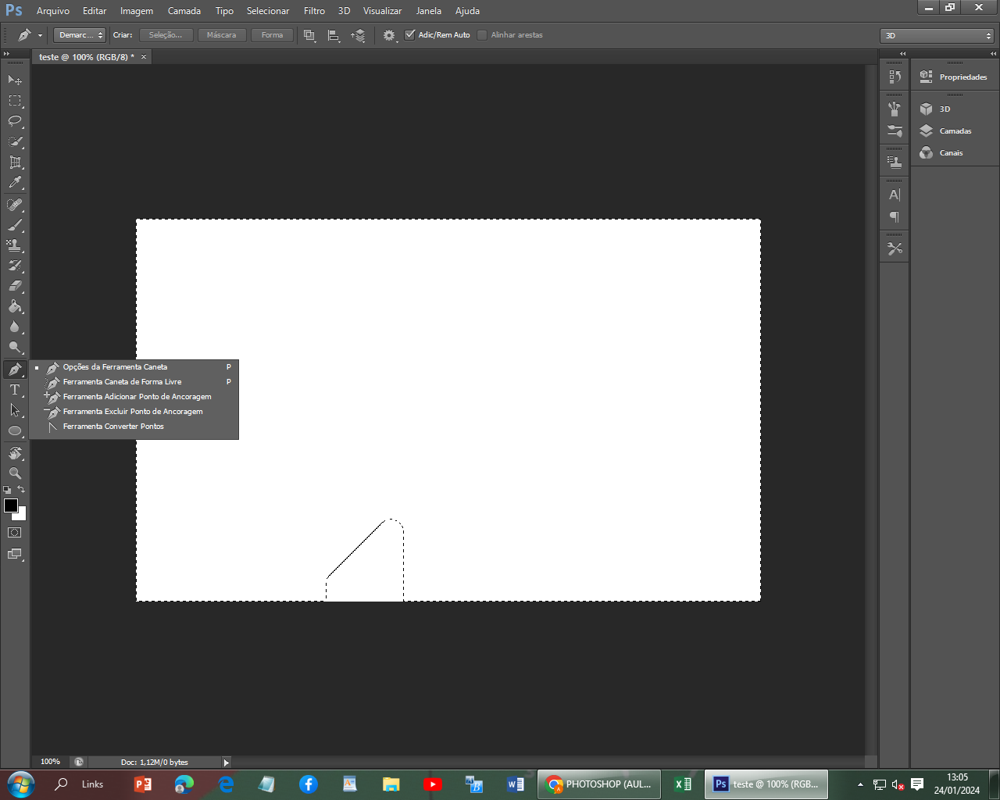 Ps Arquivo Editar Imagem Camada Tipo Selecionar Filtro 3D Visualizar Janela Ajuda
Demarc... Criar: Seleção... Máscara Forma Adic/Rem Auto Alinhar arestas 3D
teste @ 100% (RGB/8) * ×
Propriedades
3D
Camadas
Canais
Opções da Ferramenta Caneta P
Ferramenta Caneta de Forma Livre P
Ferramenta Adicionar Ponto de Ancoragem
Ferramenta Excluir Ponto de Ancoragem
Ferramenta Converter Pontos
100% Doc: 1,12M/0 bytes
Links PHOTOSHOP (AUL... Ps teste @ 100% (RGB...
13:05
24/01/2024